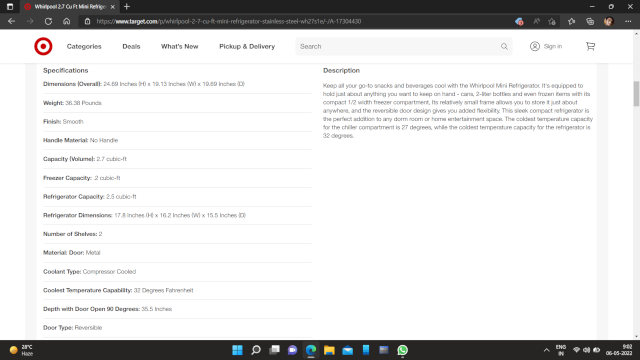 Whirlpool 2.7 Cu Ft Mini Refrige
https://www.target.com/p/whirlpool-2-7-cu-ft-mini-refrigerator-stainless-steel-wh27s1e/-/A-17304430
Categories Deals What's New Pickup & Delivery Search Sign in
Specifications
Dimensions (Overall): 24.69 Inches (H) x 19.13 Inches (W) x 19.69 Inches (D)
Weight: 38.38 Pounds
Finish: Smooth
Handle Material: No Handle
Capacity (Volume): 2.7 cubic-ft
Freezer Capacity: .2 cubic-ft
Refrigerator Capacity: 2.5 cubic-ft
Refrigerator Dimensions: 17.8 Inches (H) x 16.2 Inches (W) x 15.5 Inches (D)
Number of Shelves: 2
Material: Door: Metal
Coolant Type: Compressor Cooled
Coolest Temperature Capability: 32 Degrees Fahrenheit
Depth with Door Open 90 Degrees: 35.5 Inches
Door Type: Reversible
Description
Keep all your go-to snacks and beverages cool with the Whirlpool Mini Refrigerator. It's equipped to
hold just about anything you want to keep on hand - cans, 2-liter bottles and even frozen items with its
compact 1/2 width freezer compartment. Its relatively small frame allows you to store it just about
anywhere, and the reversible door design gives you added flexibility. This sleek compact refrigerator is
the perfect addition to any dorm room or home entertainment space. The coldest temperature capacity
for the chiller compartment is 27 degrees, while the coldest temperature capacity for the refrigerator is
32 degrees.
28°C
Haze
ENG
IN
9:02
06-05-2022